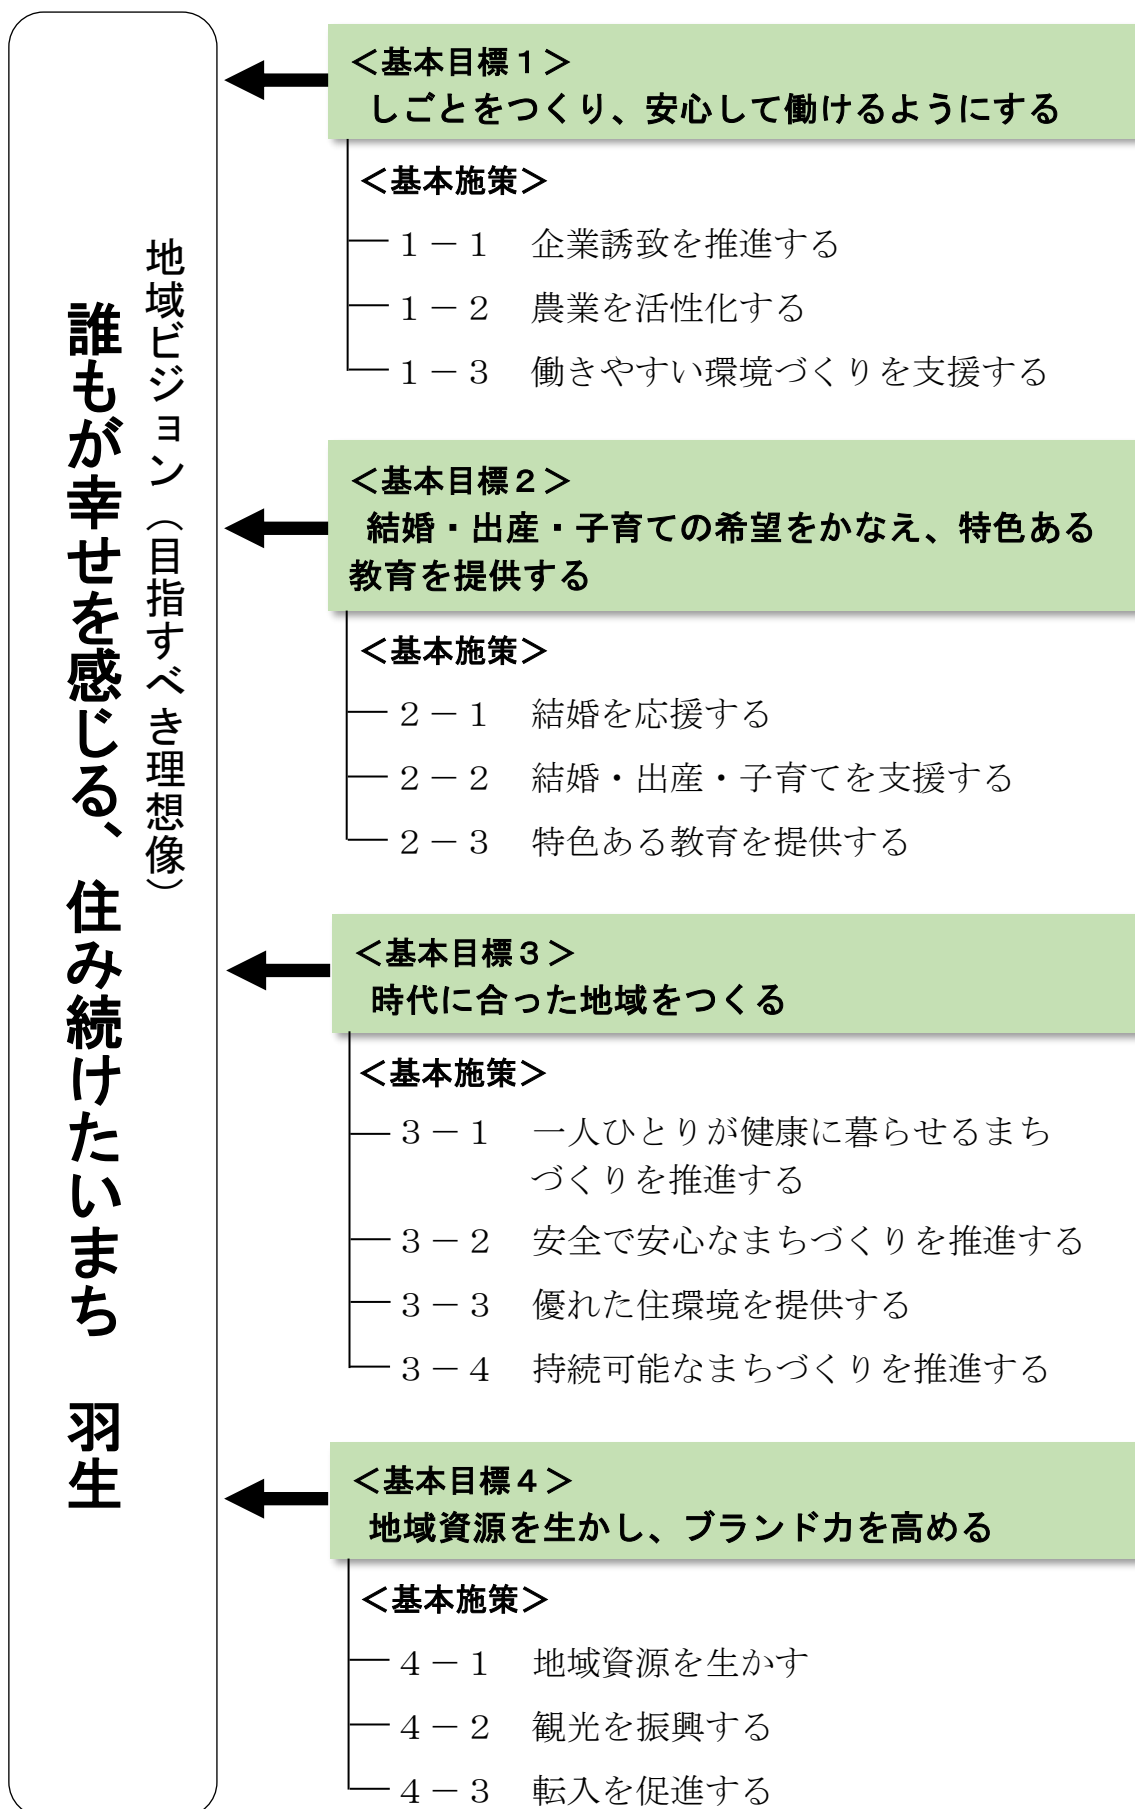 地域ビジョン（目指すべき理想像）
誰もが幸せを感じる、住み続けたいまち　羽生
＜基本目標１＞
しごとをつくり、安心して働けるようにする
＜基本施策＞
１－１　企業誘致を推進する
１－２　農業を活性化する
１－３　働きやすい環境づくりを支援する
＜基本目標２＞
結婚・出産・子育ての希望をかなえ、特色ある
教育を提供する
＜基本施策＞
２－１　結婚を応援する
２－２　結婚・出産・子育てを支援する
２－３　特色ある教育を提供する
＜基本目標３＞
時代に合った地域をつくる
＜基本施策＞
３－１　一人ひとりが健康に暮らせるまち
づくりを推進する
３－２　安全で安心なまちづくりを推進する
３－３　優れた住環境を提供する
３－４　持続可能なまちづくりを推進する
＜基本目標４＞
地域資源を生かし、ブランド力を高める
＜基本施策＞
４－１　地域資源を生かす
４－２　観光を振興する
４－３　転入を促進する